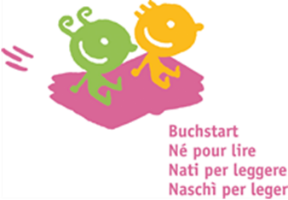 Buchstart
Né pour lire
Nati per leggere
Naschì per leger